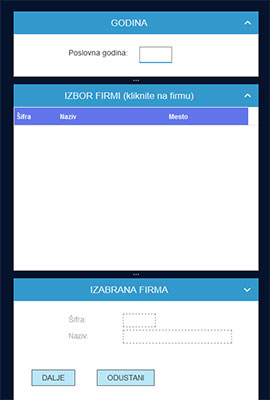 GODINA
Poslovna godina:
IZBOR FIRMI (kliknite na firmu)
Šifra Naziv Mesto
IZABRANA FIRMA
Šifra:
Naziv:
DALJE ODUSTANI